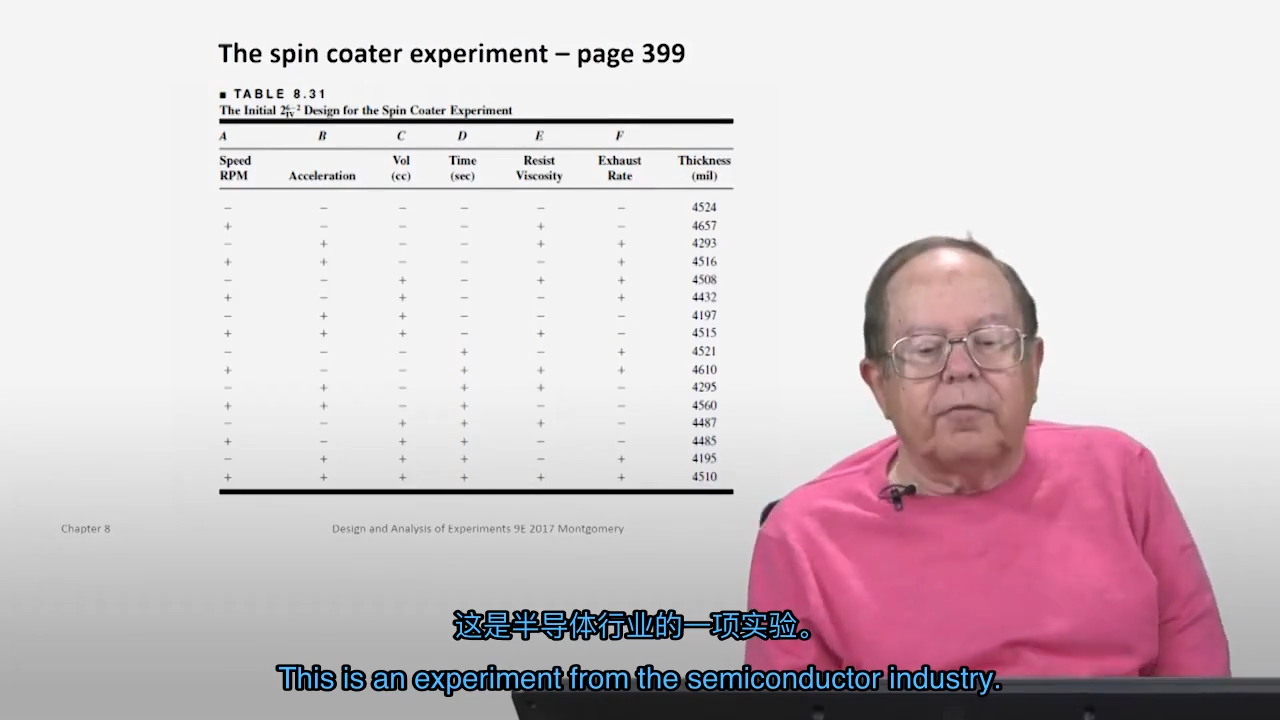 The spin coater experiment – page 399
■ TABLE 8.31
The Initial 2⁶⁻²_IV Design for the Spin Coater Experiment
A B C D E F
Speed Vol Time Resist Exhaust Thickness
RPM Acceleration (cc) (sec) Viscosity Rate (mil)
− − − − − − 4524
+ − − − + − 4657
− + − − + + 4293
+ + − − − + 4516
− − + − + + 4508
+ − + − − + 4432
− + + − − − 4197
+ + + − + − 4515
− − − + − + 4521
+ − − + + + 4610
− + − + + − 4295
+ + − + − − 4560
− − + + + − 4487
+ − + + − − 4485
− + + + − + 4195
+ + + + + + 4510
Chapter 8 Design and Analysis of Experiments 9E 2017 Montgomery
这是半导体行业的一项实验。
This is an experiment from the semiconductor industry.